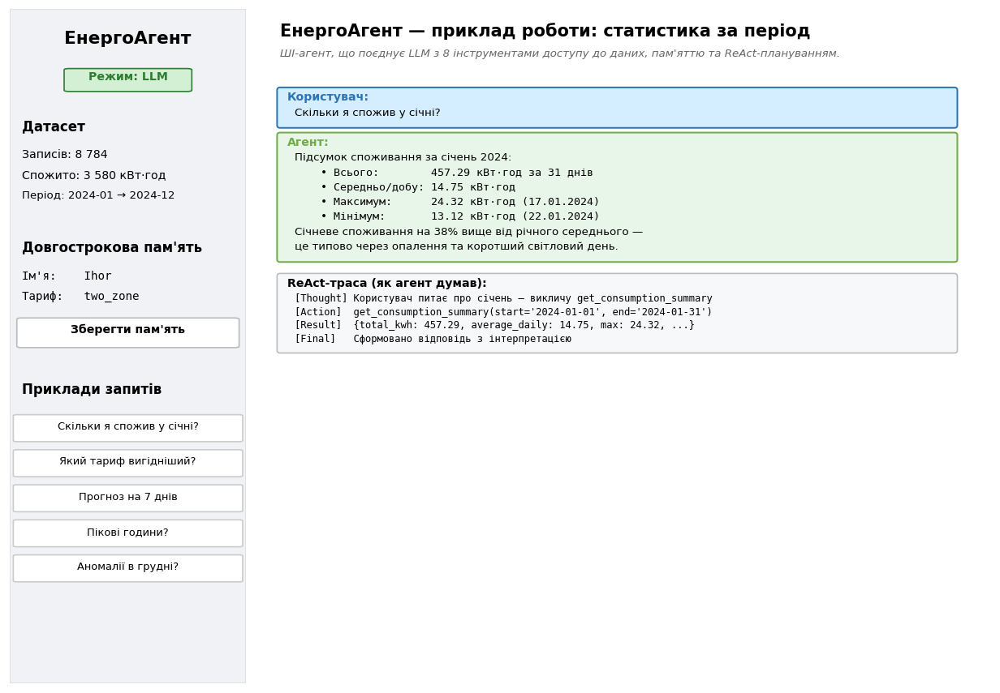 ЕнергоАгент
Режим: LLM
Датасет
Записів: 8 784
Спожито: 3 580 кВт·год
Період: 2024-01 → 2024-12
Довгострокова пам'ять
Ім'я: Ihor
Тариф: two_zone
Зберегти пам'ять
Приклади запитів
Скільки я спожив у січні?
Який тариф вигідніший?
Прогноз на 7 днів
Пікові години?
Аномалії в грудні?
ЕнергоАгент — приклад роботи: статистика за період
ШІ-агент, що поєднує LLM з 8 інструментами доступу до даних, пам'яттю та ReAct-плануванням.
Користувач:
Скільки я спожив у січні?
Агент:
Підсумок споживання за січень 2024:
• Всього: 457.29 кВт·год за 31 днів
• Середньо/добу: 14.75 кВт·год
• Максимум: 24.32 кВт·год (17.01.2024)
• Мінімум: 13.12 кВт·год (22.01.2024)
Січневе споживання на 38% вище від річного середнього —
це типово через опалення та коротший світловий день.
ReAct-траса (як агент думав):
[Thought] Користувач питає про січень — викличу get_consumption_summary
[Action] get_consumption_summary(start='2024-01-01', end='2024-01-31')
[Result] {total_kwh: 457.29, average_daily: 14.75, max: 24.32, ...}
[Final] Сформовано відповідь з інтерпретацією